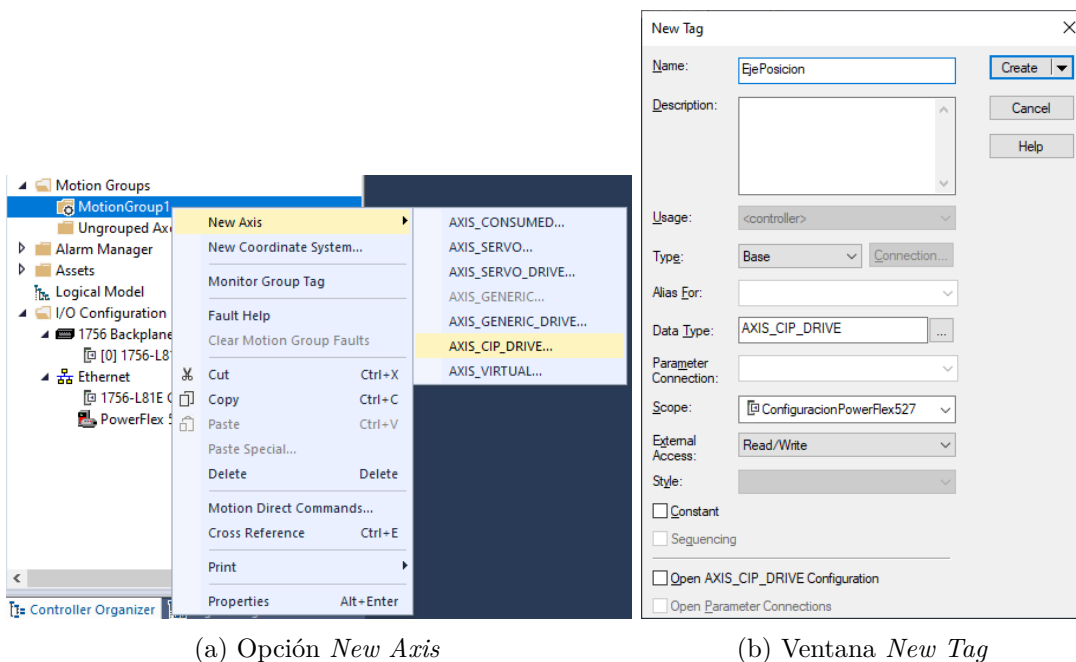 Motion Groups
MotionGroup1
Ungrouped Axe
Alarm Manager
Assets
Logical Model
I/O Configuration
1756 Backplane
[0] 1756-L81
Ethernet
1756-L81E
PowerFlex
Controller Organizer
New Axis
New Coordinate System...
Monitor Group Tag
Fault Help
Clear Motion Group Faults
Cut Ctrl+X
Copy Ctrl+C
Paste Ctrl+V
Paste Special...
Delete Delete
Motion Direct Commands...
Cross Reference Ctrl+E
Print
Properties Alt+Enter
AXIS_CONSUMED...
AXIS_SERVO...
AXIS_SERVO_DRIVE...
AXIS_GENERIC...
AXIS_GENERIC_DRIVE...
AXIS_CIP_DRIVE...
AXIS_VIRTUAL...
(a) Opción New Axis
New Tag
Name: EjePosicion
Create
Description:
Cancel
Help
Usage: <controller>
Type: Base Connection...
Alias For:
Data Type: AXIS_CIP_DRIVE ...
Parameter
Connection:
Scope: ConfiguracionPowerFlex527
External
Access: Read/Write
Style:
Constant
Sequencing
Open AXIS_CIP_DRIVE Configuration
Open Parameter Connections
(b) Ventana New Tag